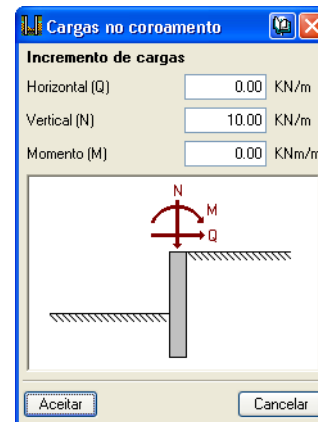 Cargas no coroamento
Incremento de cargas
Horizontal (Q) 0.00 KN/m
Vertical (N) 10.00 KN/m
Momento (M) 0.00 KNm/m
N
M
Q
Aceitar Cancelar